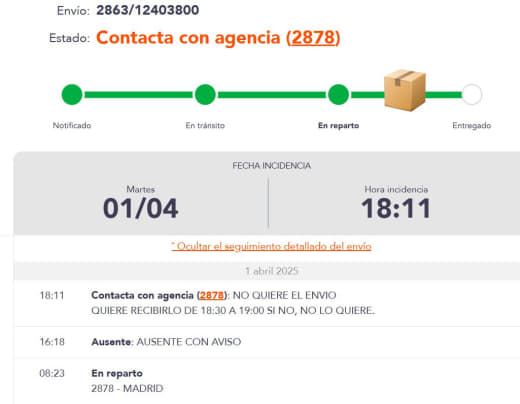 Envío: 2863/12403800
Estado: Contacta con agencia (2878)
Notificado En tránsito En reparto Entregado
FECHA INCIDENCIA
Martes Hora incidencia
01/04 18:11
ˆ Ocultar el seguimiento detallado del envío
1 abril 2025
18:11 Contacta con agencia (2878): NO QUIERE EL ENVIO
QUIERE RECIBIRLO DE 18:30 A 19:00 SI NO, NO LO QUIERE.
16:18 Ausente: AUSENTE CON AVISO
08:23 En reparto
2878 - MADRID